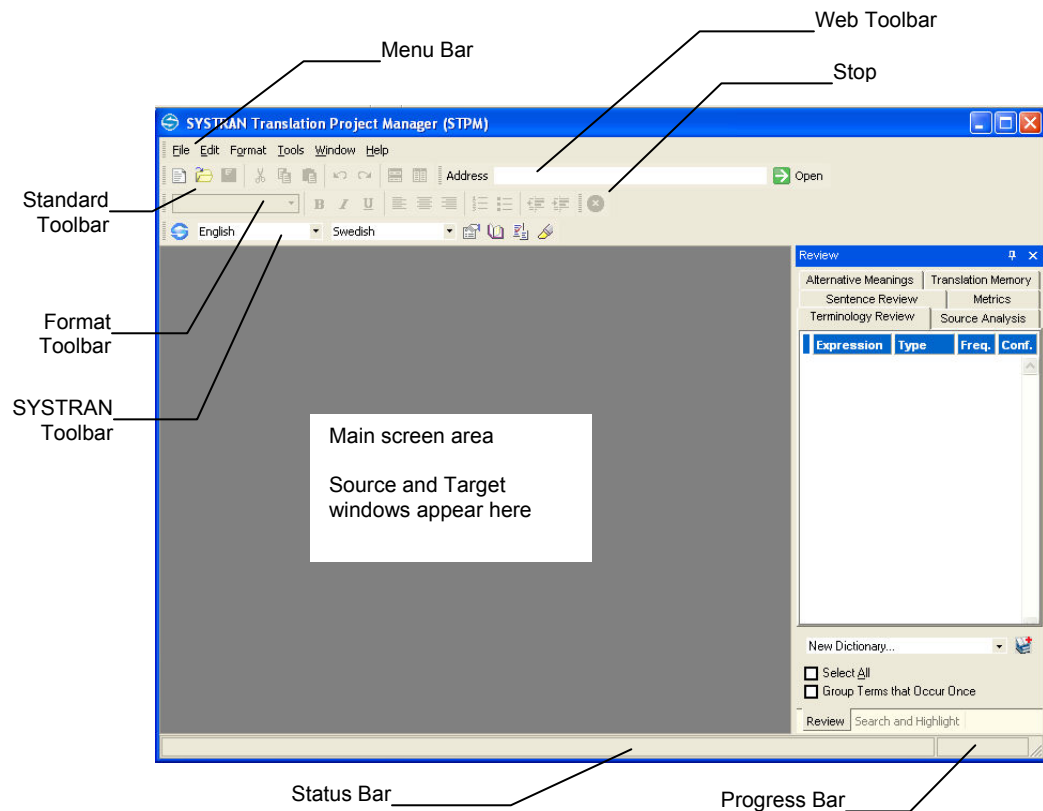 Web Toolbar
Menu Bar
Stop
SYSTRAN Translation Project Manager (STPM)
File Edit Format Tools Window Help
Address Open
Standard
Toolbar
B I U
English Swedish
Review
Alternative Meanings Translation Memory
Sentence Review Metrics
Terminology Review Source Analysis
Format
Toolbar
Expression Type Freq. Conf.
SYSTRAN
Toolbar
Main screen area
Source and Target
windows appear here
New Dictionary...
Select All
Group Terms that Occur Once
Review Search and Highlight
Status Bar
Progress Bar